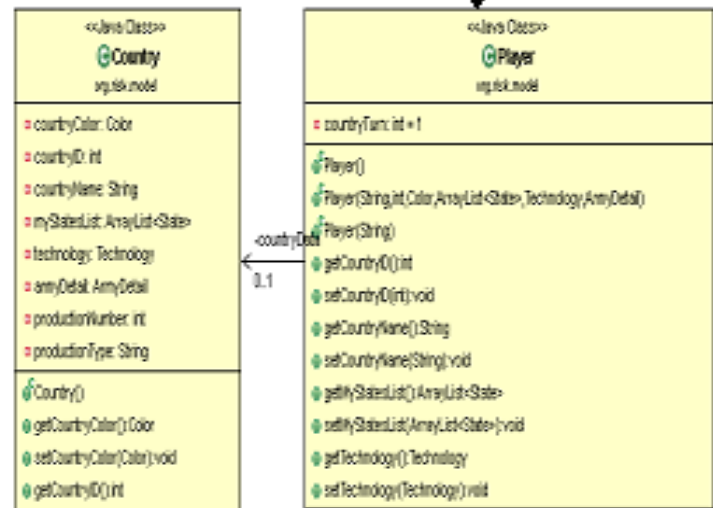 <<Java Class>>
Country
org.risk.model
countryColor: Color
countryID: int
countryName: String
myStatesList: ArrayList<State>
technology: Technology
armyDetail: ArmyDetail
productionNumber: int
productionType: String
Country()
getCountryColor():Color
setCountryColor(Color):void
getCountryID():int
-countryData
0..1
<<Java Class>>
Player
org.risk.model
countryTurn: int = 1
Player()
Player(String,int,Color,ArrayList<State>,Technology,ArmyDetail)
Player(String)
getCountryID():int
setCountryID(int):void
getCountryName():String
setCountryName(String):void
getMyStatesList():ArrayList<State>
setMyStatesList(ArrayList<State>):void
getTechnology():Technology
setTechnology(Technology):void